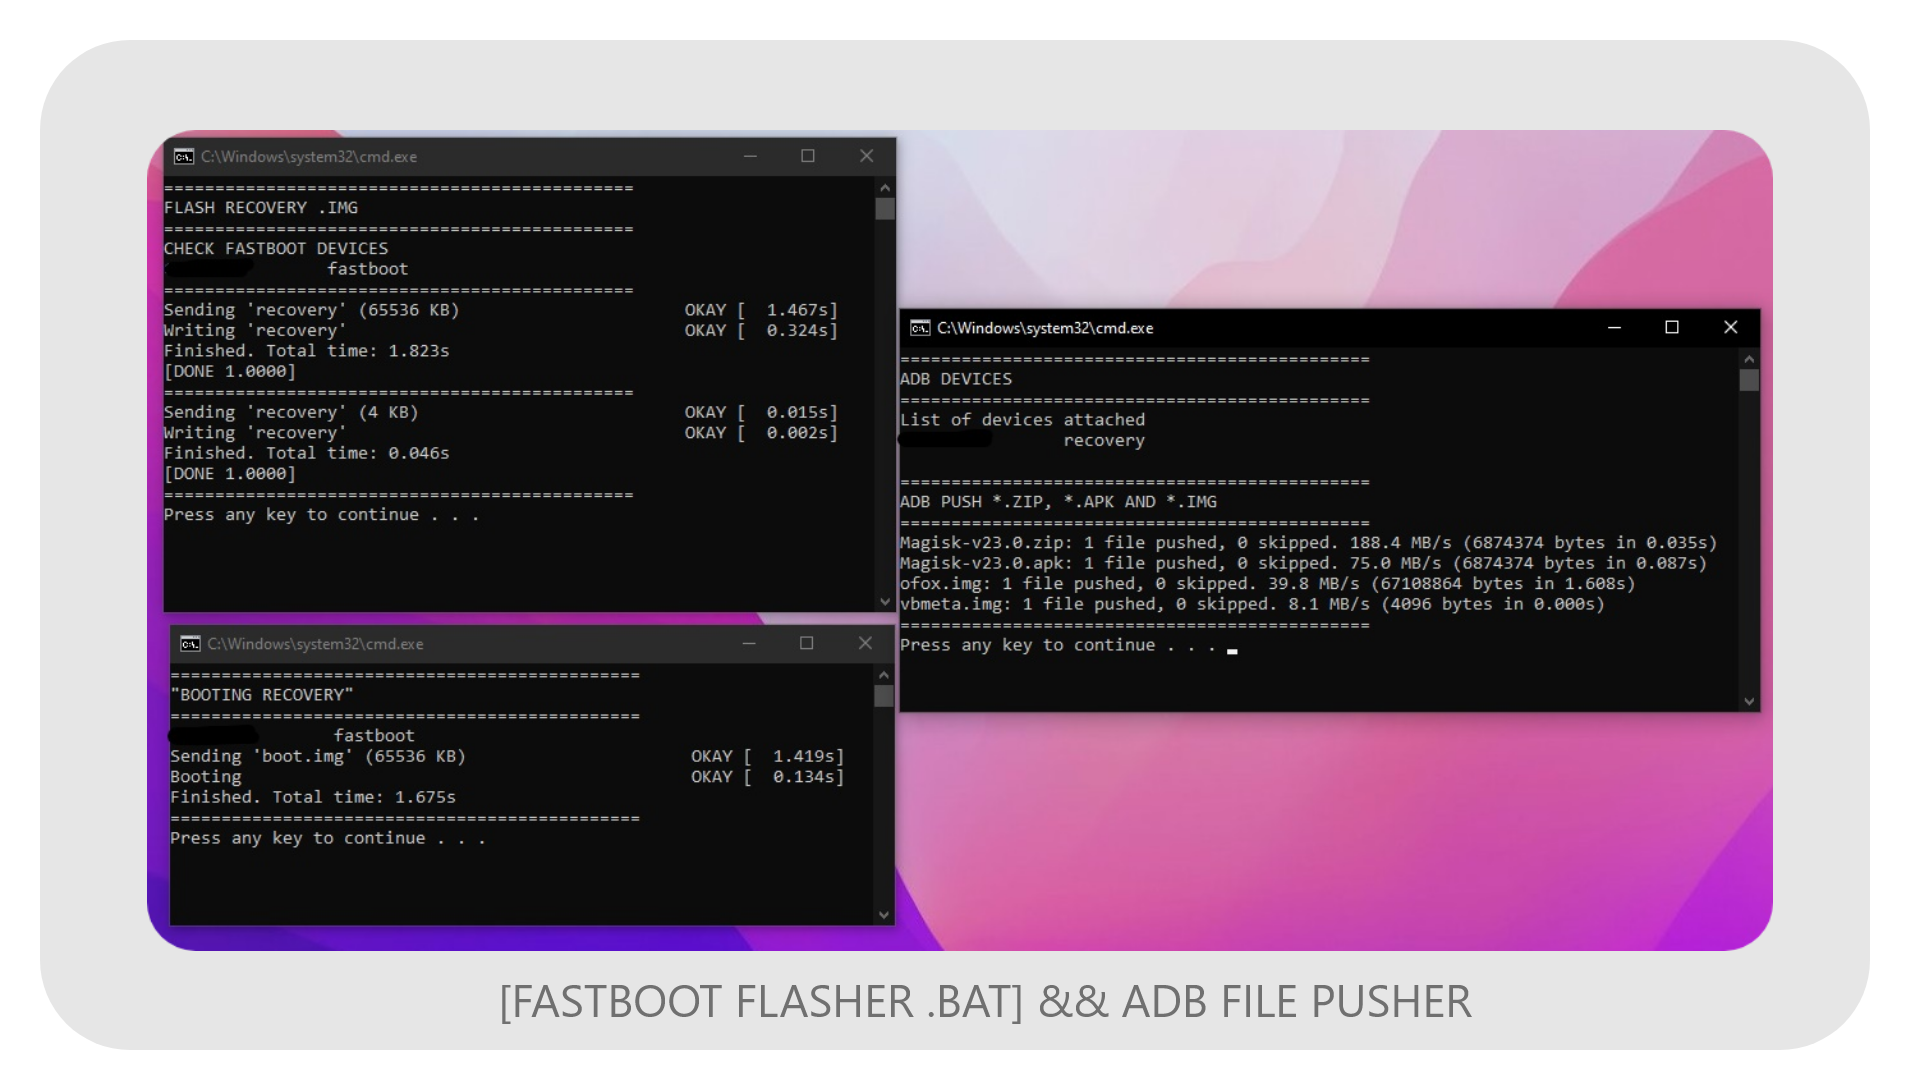 C:\Windows\system32\cmd.exe
==============================================
FLASH RECOVERY .IMG
==============================================
CHECK FASTBOOT DEVICES
fastboot
==============================================
Sending 'recovery' (65536 KB)                      OKAY [  1.467s]
Writing 'recovery'                                 OKAY [  0.324s]
Finished. Total time: 1.823s
[DONE 1.0000]
==============================================
Sending 'recovery' (4 KB)                          OKAY [  0.015s]
Writing 'recovery'                                 OKAY [  0.002s]
Finished. Total time: 0.046s
[DONE 1.0000]
==============================================
Press any key to continue . . .
C:\Windows\system32\cmd.exe
==============================================
"BOOTING RECOVERY"
==============================================
fastboot
Sending 'boot.img' (65536 KB)                      OKAY [  1.419s]
Booting                                            OKAY [  0.134s]
Finished. Total time: 1.675s
==============================================
Press any key to continue . . .
C:\Windows\system32\cmd.exe
==============================================
ADB DEVICES
==============================================
List of devices attached
recovery
==============================================
ADB PUSH *.ZIP, *.APK AND *.IMG
==============================================
Magisk-v23.0.zip: 1 file pushed, 0 skipped. 188.4 MB/s (6874374 bytes in 0.035s)
Magisk-v23.0.apk: 1 file pushed, 0 skipped. 75.0 MB/s (6874374 bytes in 0.087s)
ofox.img: 1 file pushed, 0 skipped. 39.8 MB/s (67108864 bytes in 1.608s)
vbmeta.img: 1 file pushed, 0 skipped. 8.1 MB/s (4096 bytes in 0.000s)
==============================================
Press any key to continue . . .
[FASTBOOT FLASHER .BAT] && ADB FILE PUSHER